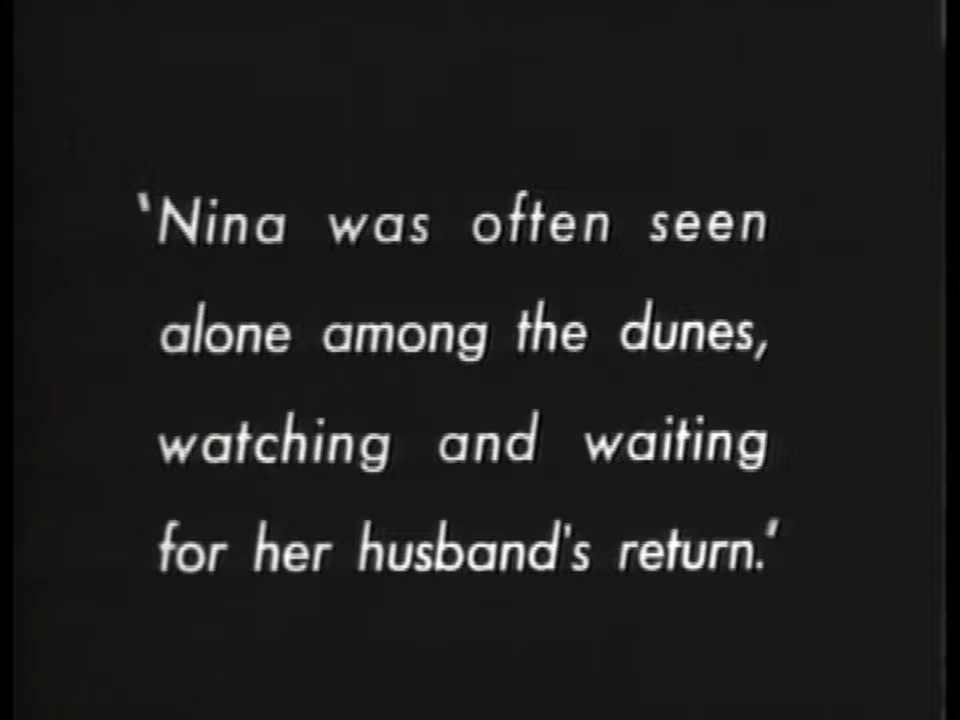 ‘Nina was often seen
alone among the dunes,
watching and waiting
for her husband's return.’